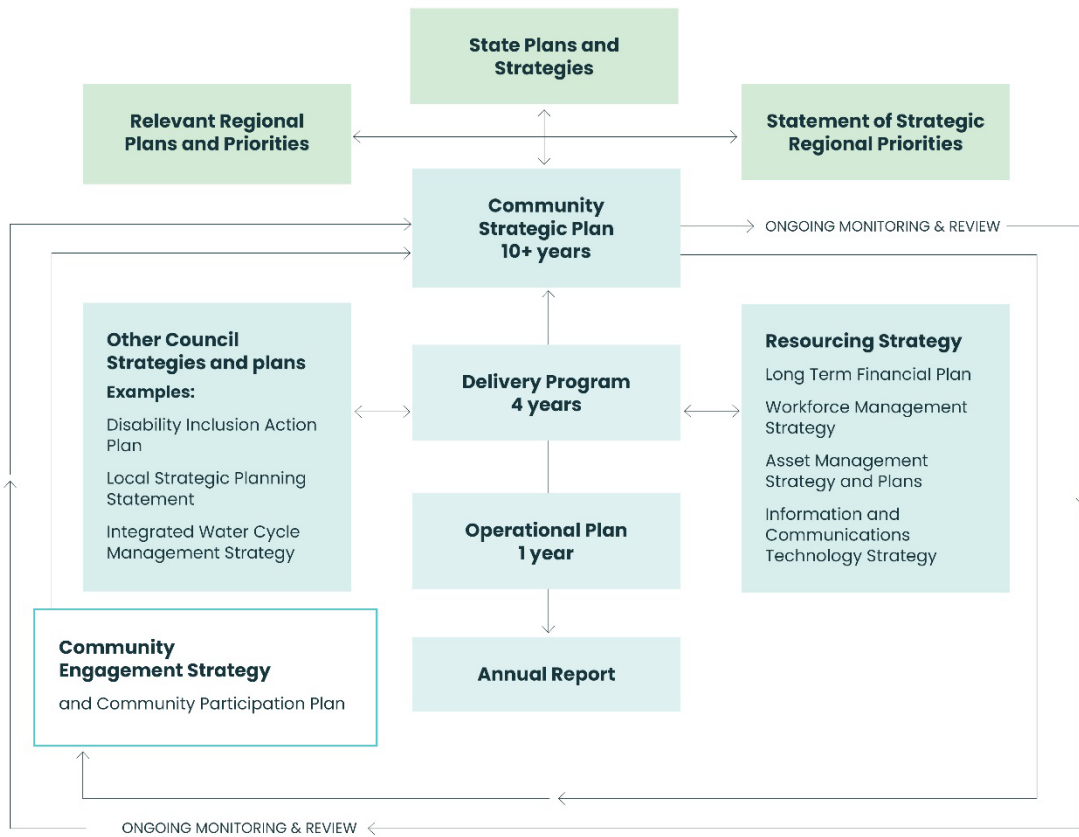 State Plans and
Strategies
Relevant Regional
Plans and Priorities
Statement of Strategic
Regional Priorities
Community
Strategic Plan
10+ years
ONGOING MONITORING & REVIEW
Other Council
Strategies and plans
Examples:
Disability Inclusion Action
Plan
Local Strategic Planning
Statement
Integrated Water Cycle
Management Strategy
Delivery Program
4 years
Resourcing Strategy
Long Term Financial Plan
Workforce Management
Strategy
Asset Management
Strategy and Plans
Information and
Communications
Technology Strategy
Operational Plan
1 year
Community
Engagement Strategy
and Community Participation Plan
Annual Report
ONGOING MONITORING & REVIEW